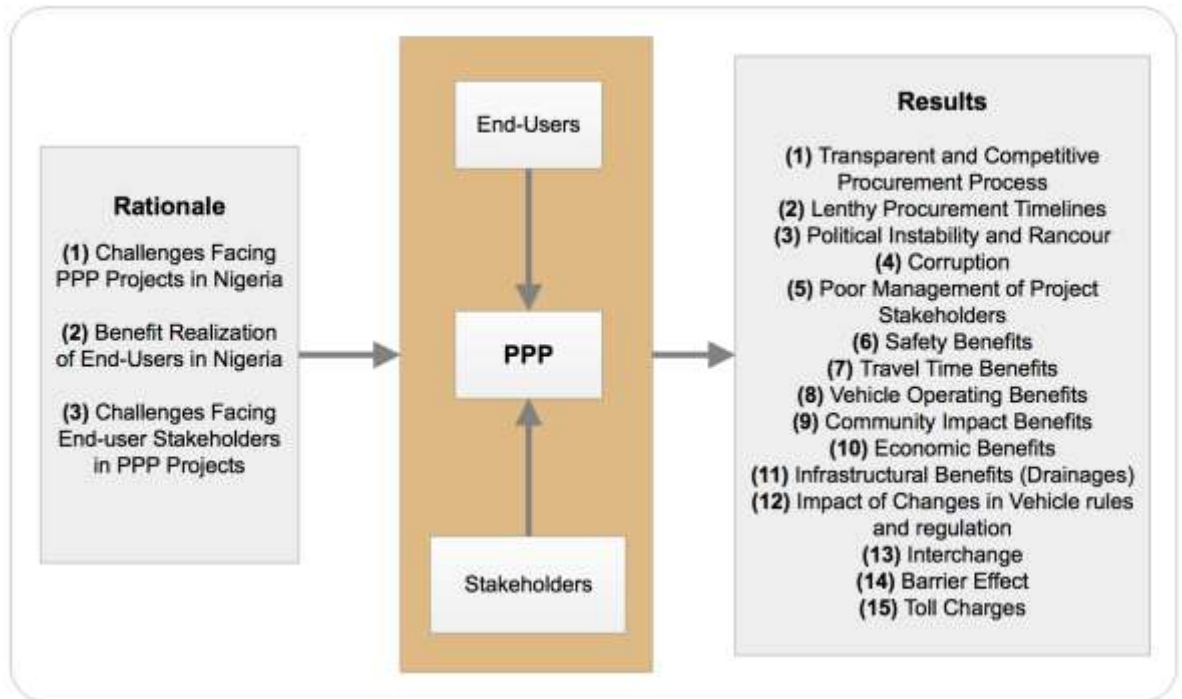 Rationale
(1) Challenges Facing
PPP Projects in Nigeria
(2) Benefit Realization
of End-Users in Nigeria
(3) Challenges Facing
End-user Stakeholders
in PPP Projects
End-Users
PPP
Stakeholders
Results
(1) Transparent and Competitive
Procurement Process
(2) Lenthy Procurement Timelines
(3) Political Instability and Rancour
(4) Corruption
(5) Poor Management of Project
Stakeholders
(6) Safety Benefits
(7) Travel Time Benefits
(8) Vehicle Operating Benefits
(9) Community Impact Benefits
(10) Economic Benefits
(11) Infrastructural Benefits (Drainages)
(12) Impact of Changes in Vehicle rules
and regulation
(13) Interchange
(14) Barrier Effect
(15) Toll Charges